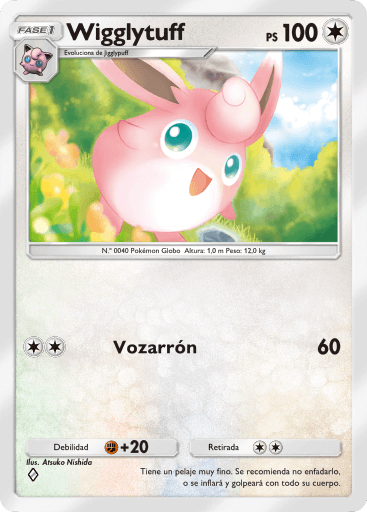 FASE 1
Wigglytuff
PS 100
Evoluciona de Jigglypuff
N.º 0040 Pokémon Globo Altura: 1,0 m Peso: 12,0 kg
Vozarrón 60
Debilidad +20 Retirada
Ilus. Atsuko Nishida
Tiene un pelaje muy fino. Se recomienda no enfadarlo,
o se inflará y golpeará con todo su cuerpo.